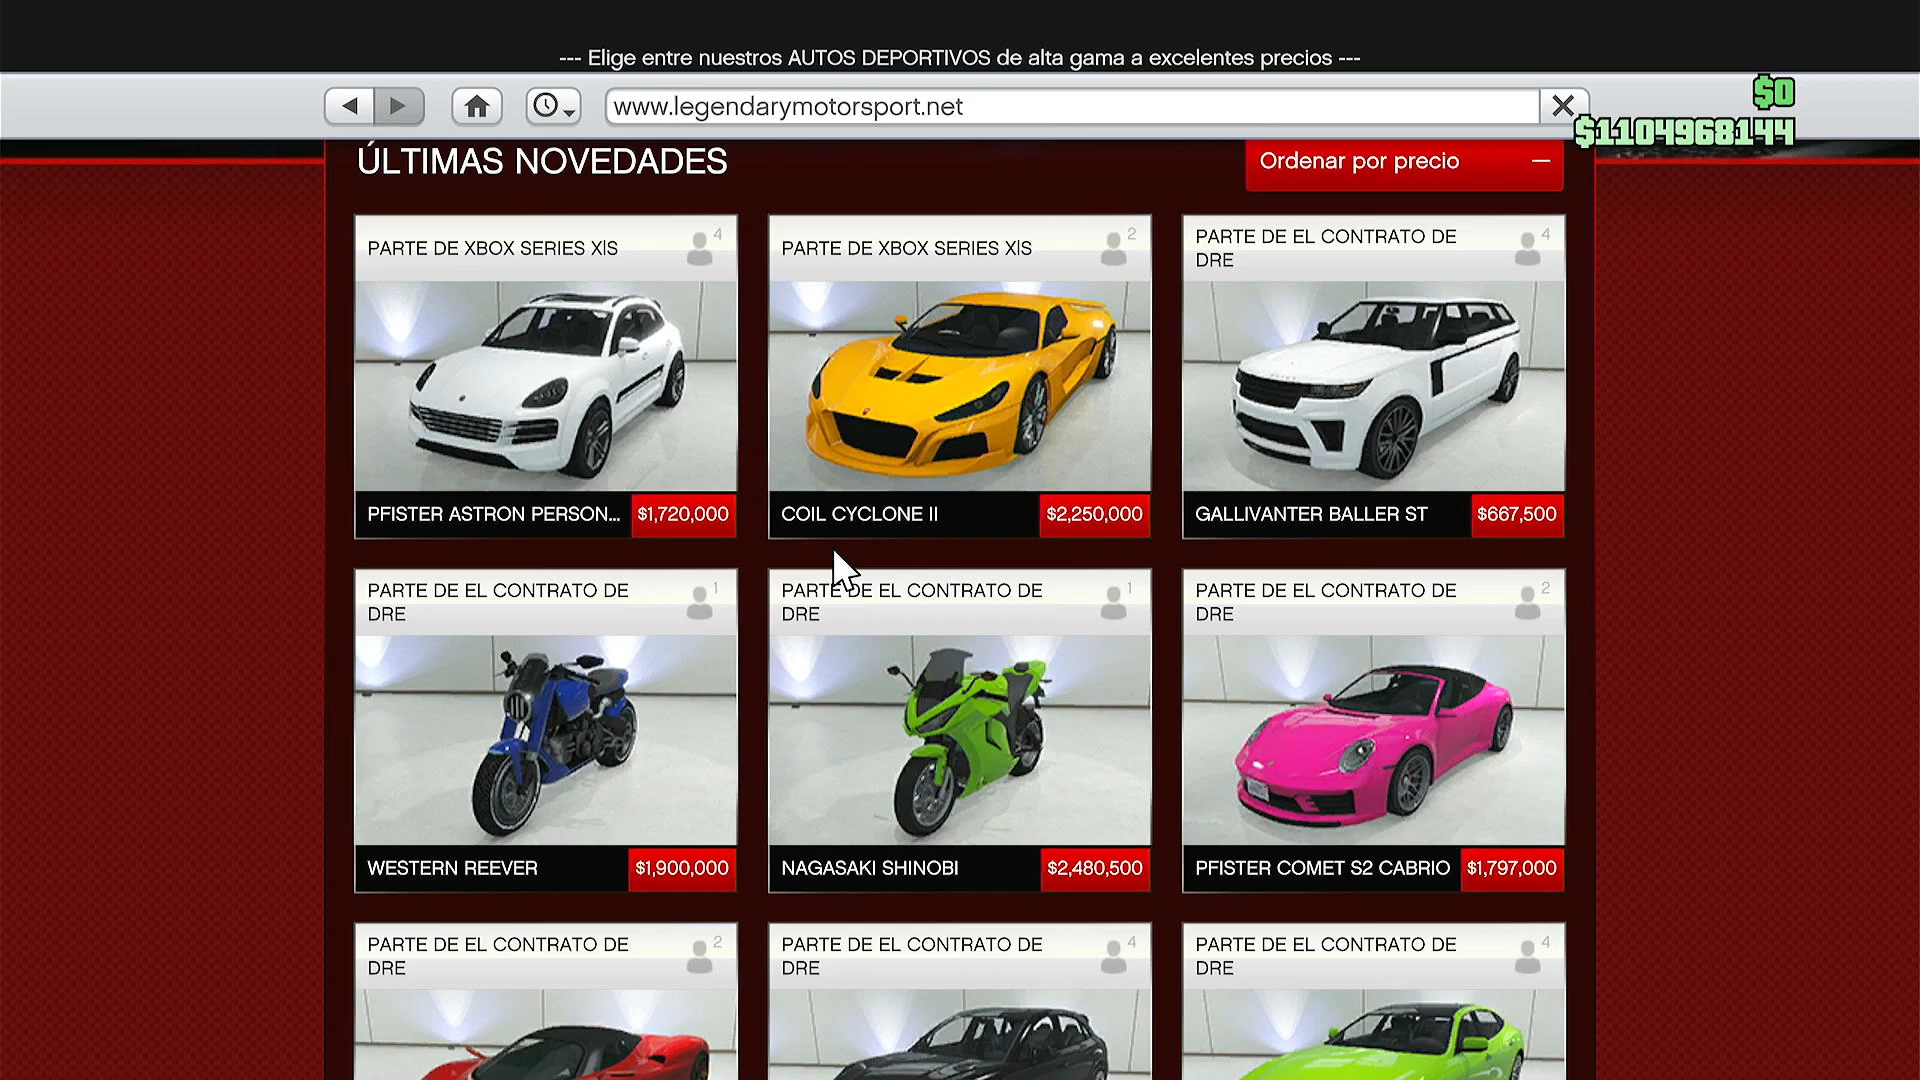 --- Elige entre nuestros AUTOS DEPORTIVOS de alta gama a excelentes precios ---
www.legendarymotorsport.net
$0
$1104968144
ÚLTIMAS NOVEDADES
Ordenar por precio
PARTE DE XBOX SERIES X|S
4
PFISTER ASTRON PERSON...
$1,720,000
PARTE DE XBOX SERIES X|S
2
COIL CYCLONE II
$2,250,000
PARTE DE EL CONTRATO DE
DRE
4
GALLIVANTER BALLER ST
$667,500
PARTE DE EL CONTRATO DE
DRE
1
WESTERN REEVER
$1,900,000
PARTE DE EL CONTRATO DE
DRE
1
NAGASAKI SHINOBI
$2,480,500
PARTE DE EL CONTRATO DE
DRE
2
PFISTER COMET S2 CABRIO
$1,797,000
PARTE DE EL CONTRATO DE
DRE
2
PARTE DE EL CONTRATO DE
DRE
4
PARTE DE EL CONTRATO DE
DRE
4